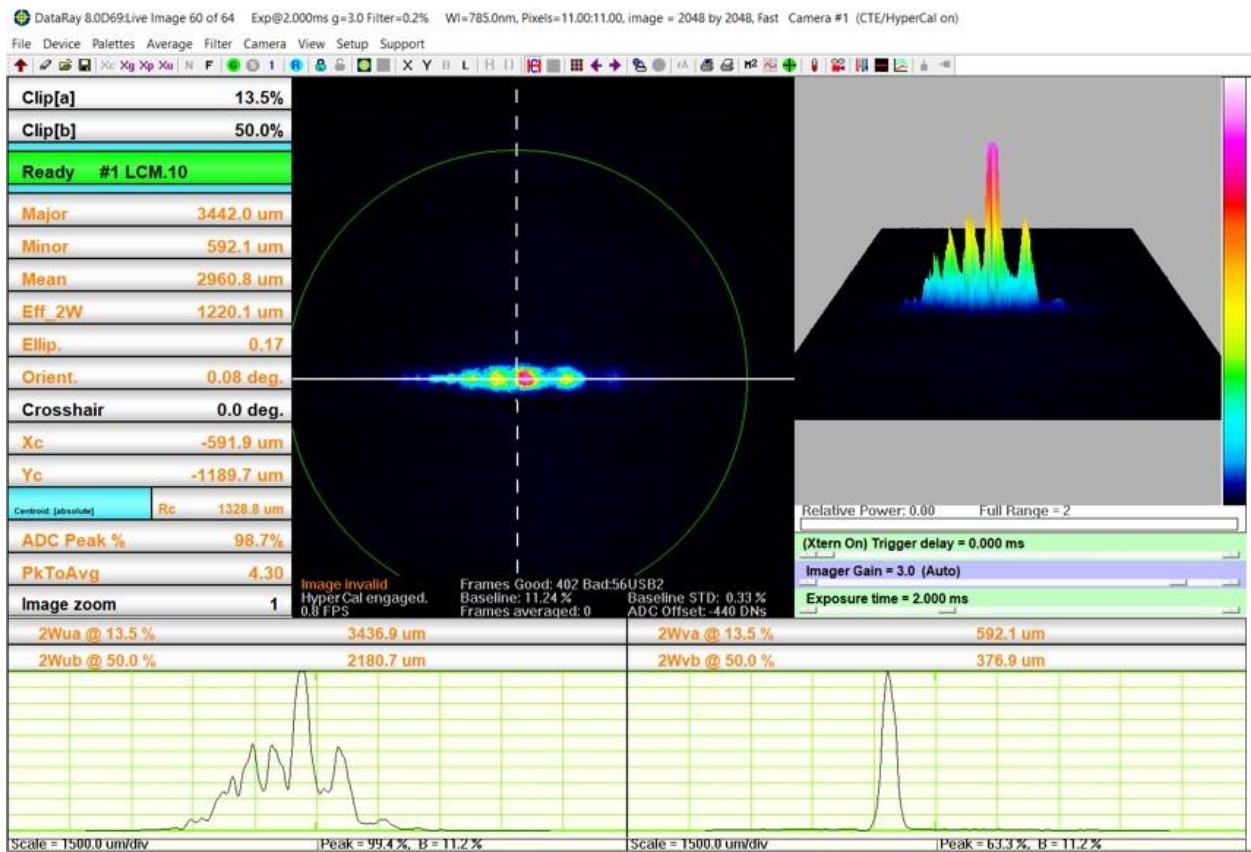 DataRay 8.0D69:Live Image 60 of 64 Exp@2.000ms g=3.0 Filter=0.2% Wl=785.0nm, Pixels=11.00:11.00, image = 2048 by 2048, Fast Camera #1 (CTE/HyperCal on)
File Device Palettes Average Filter Camera View Setup Support
Xc Xg Xp Xu N F G G 1 R X Y B L H M²
Clip[a] 13.5%
Clip[b] 50.0%
Ready #1 LCM.10
Major 3442.0 um
Minor 592.1 um
Mean 2960.8 um
Eff_2W 1220.1 um
Ellip. 0.17
Orient. 0.08 deg.
Crosshair 0.0 deg.
Xc -591.9 um
Yc -1189.7 um
Centroid: [absolute] Rc 1328.8 um
ADC Peak % 98.7%
PkToAvg 4.30
Image zoom 1
Image invalid
HyperCal engaged.
0.8 FPS
Frames Good: 402 Bad:56USB2
Baseline: 11.24 % Baseline STD: 0.33 %
Frames averaged: 0 ADC Offset: -440 DNs
Relative Power: 0.00 Full Range = 2
(Xtern On) Trigger delay = 0.000 ms
Imager Gain = 3.0 (Auto)
Exposure time = 2.000 ms
2Wua @ 13.5 % 3436.9 um
2Wub @ 50.0 % 2180.7 um
2Wva @ 13.5 % 592.1 um
2Wvb @ 50.0 % 376.9 um
Scale = 1500.0 um/div Peak = 99.4 %, B = 11.2 %
Scale = 1500.0 um/div Peak = 63.3 %, B = 11.2 %